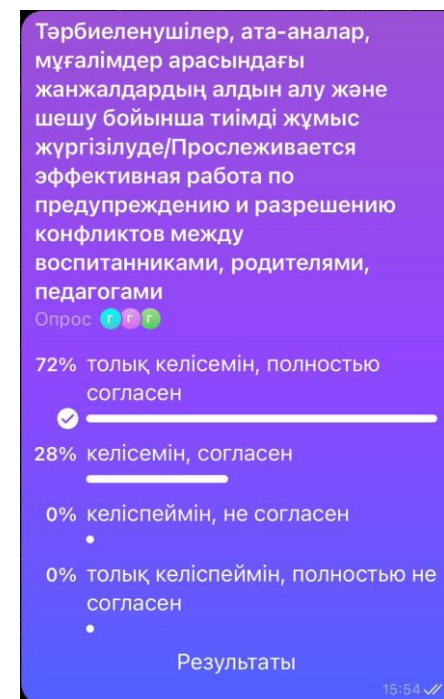 Тәрбиеленушілер, ата-аналар,
мұғалімдер арасындағы
жанжалдардың алдын алу және
шешу бойынша тиімді жұмыс
жүргізілуде/Прослеживается
эффективная работа по
предупреждению и разрешению
конфликтов между
воспитанниками, родителями,
педагогами
Опрос Г Г Г
72% толық келісемін, полностью
согласен
28% келісемін, согласен
0% келіспеймін, не согласен
0% толық келіспеймін, полностью не
согласен
Результаты
15:54